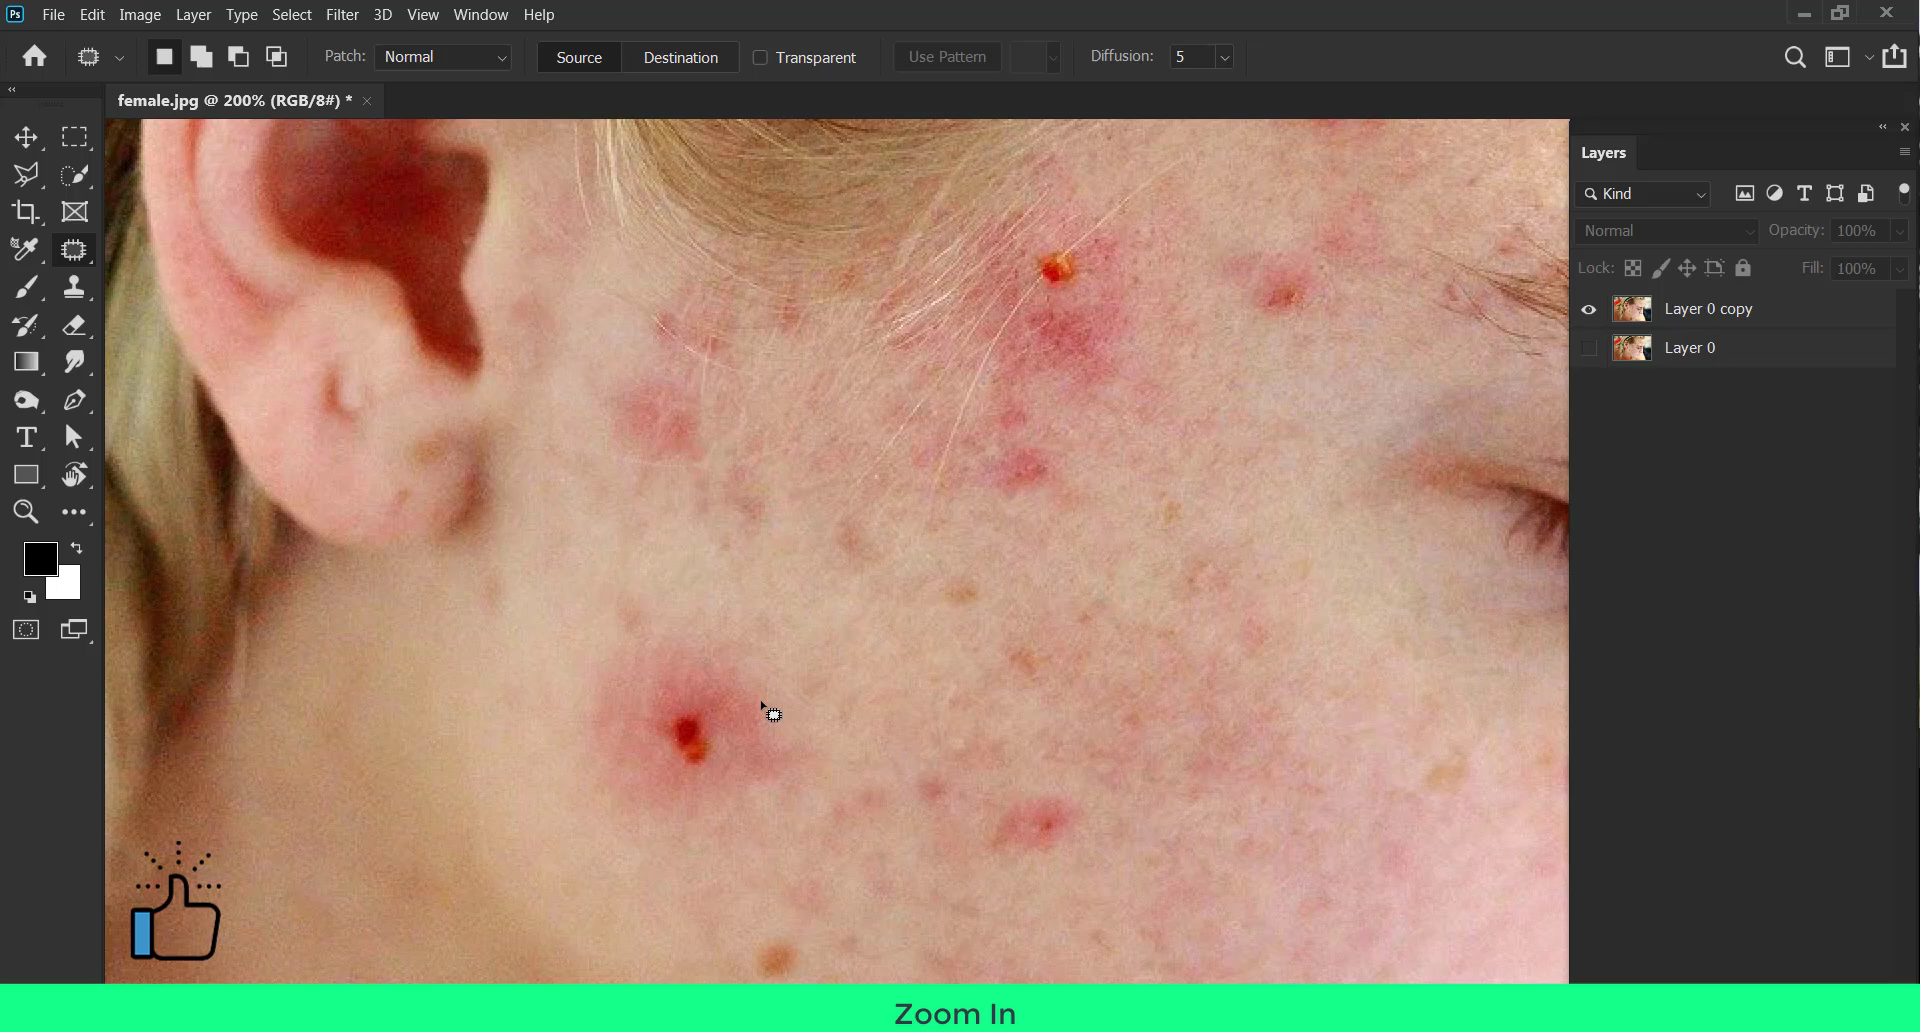 Ps File Edit Image Layer Type Select Filter 3D View Window Help
Patch: Normal Source Destination Transparent Use Pattern Diffusion: 5
female.jpg @ 200% (RGB/8#) *
Layers
Kind
Normal Opacity: 100%
Lock: Fill: 100%
Layer 0 copy
Layer 0
Zoom In